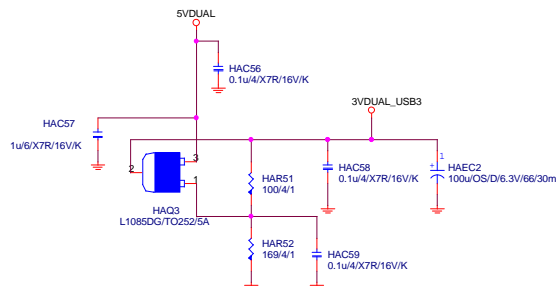 5VDUAL
HAC56
0.1u/4/X7R/16V/K
3VDUAL_USB3
HAC57
1u/6/X7R/16V/K
1
2
3
1
+
HAR51
100/4/1
HAC58
0.1u/4/X7R/16V/K
HAEC2
100u/OS/D/6.3V/66/30m
HAQ3
L1085DG/TO252/5A
HAR52
169/4/1
HAC59
0.1u/4/X7R/16V/K